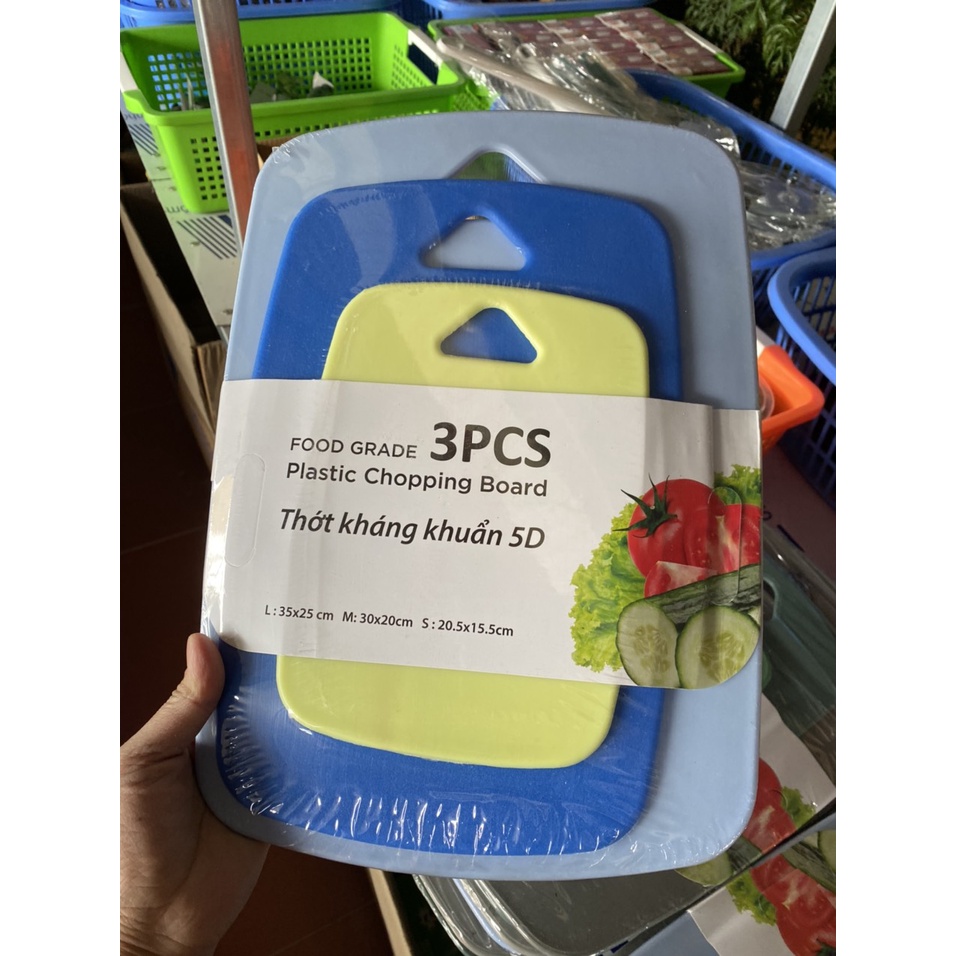 FOOD GRADE 3PCS
Plastic Chopping Board
Thớt kháng khuẩn 5D
L : 35x25 cm M: 30x20cm S : 20.5x15.5cm